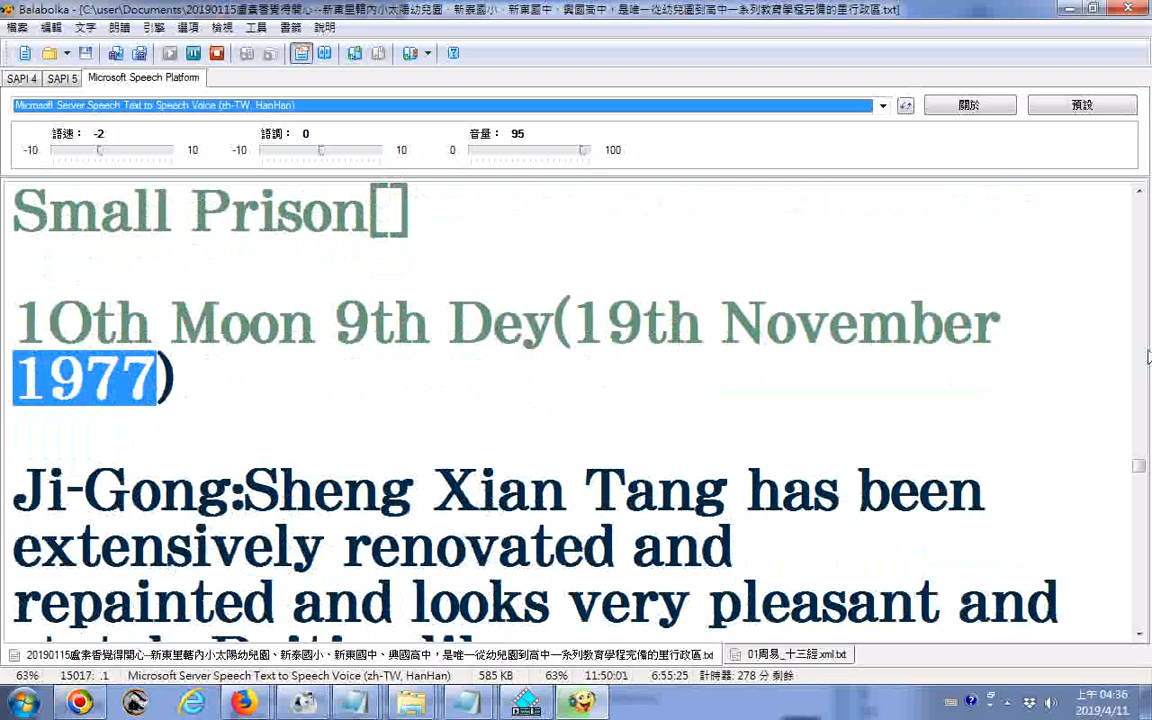 Balabolka - [C:\user\Documents\20190115盧素香覺得開心--新東里轄內小太陽幼兒園、新泰國小、新東國中、興國高中，是唯一從幼兒園到高中一系列教育學程完備的里行政區.txt]
檔案 編輯 文字 朗讀 引擎 選項 檢視 工具 書籤 說明
SAPI 4 SAPI 5 Microsoft Speech Platform
Microsoft Server Speech Text to Speech Voice (zh-TW, HanHan) 關於 預設
語速： -2 語調： 0 音量： 95
-10 10 -10 10 0 100
Small Prison[]
1Oth Moon 9th Dey(19th November
1977)
Ji-Gong:Sheng Xian Tang has been
extensively renovated and
repainted and looks very pleasant and
20190115盧素香覺得開心--新東里轄內小太陽幼兒園、新泰國小、新東國中、興國高中，是唯一從幼兒園到高中一系列教育學程完備的里行政區.txt 01周易_十三經.xml.txt
63% 15017: .1 Microsoft Server Speech Text to Speech Voice (zh-TW, HanHan) 585 KB 63% 11:50:01 6:55:25 計時器: 278 分 剩餘
上午 04:36
2019/4/11